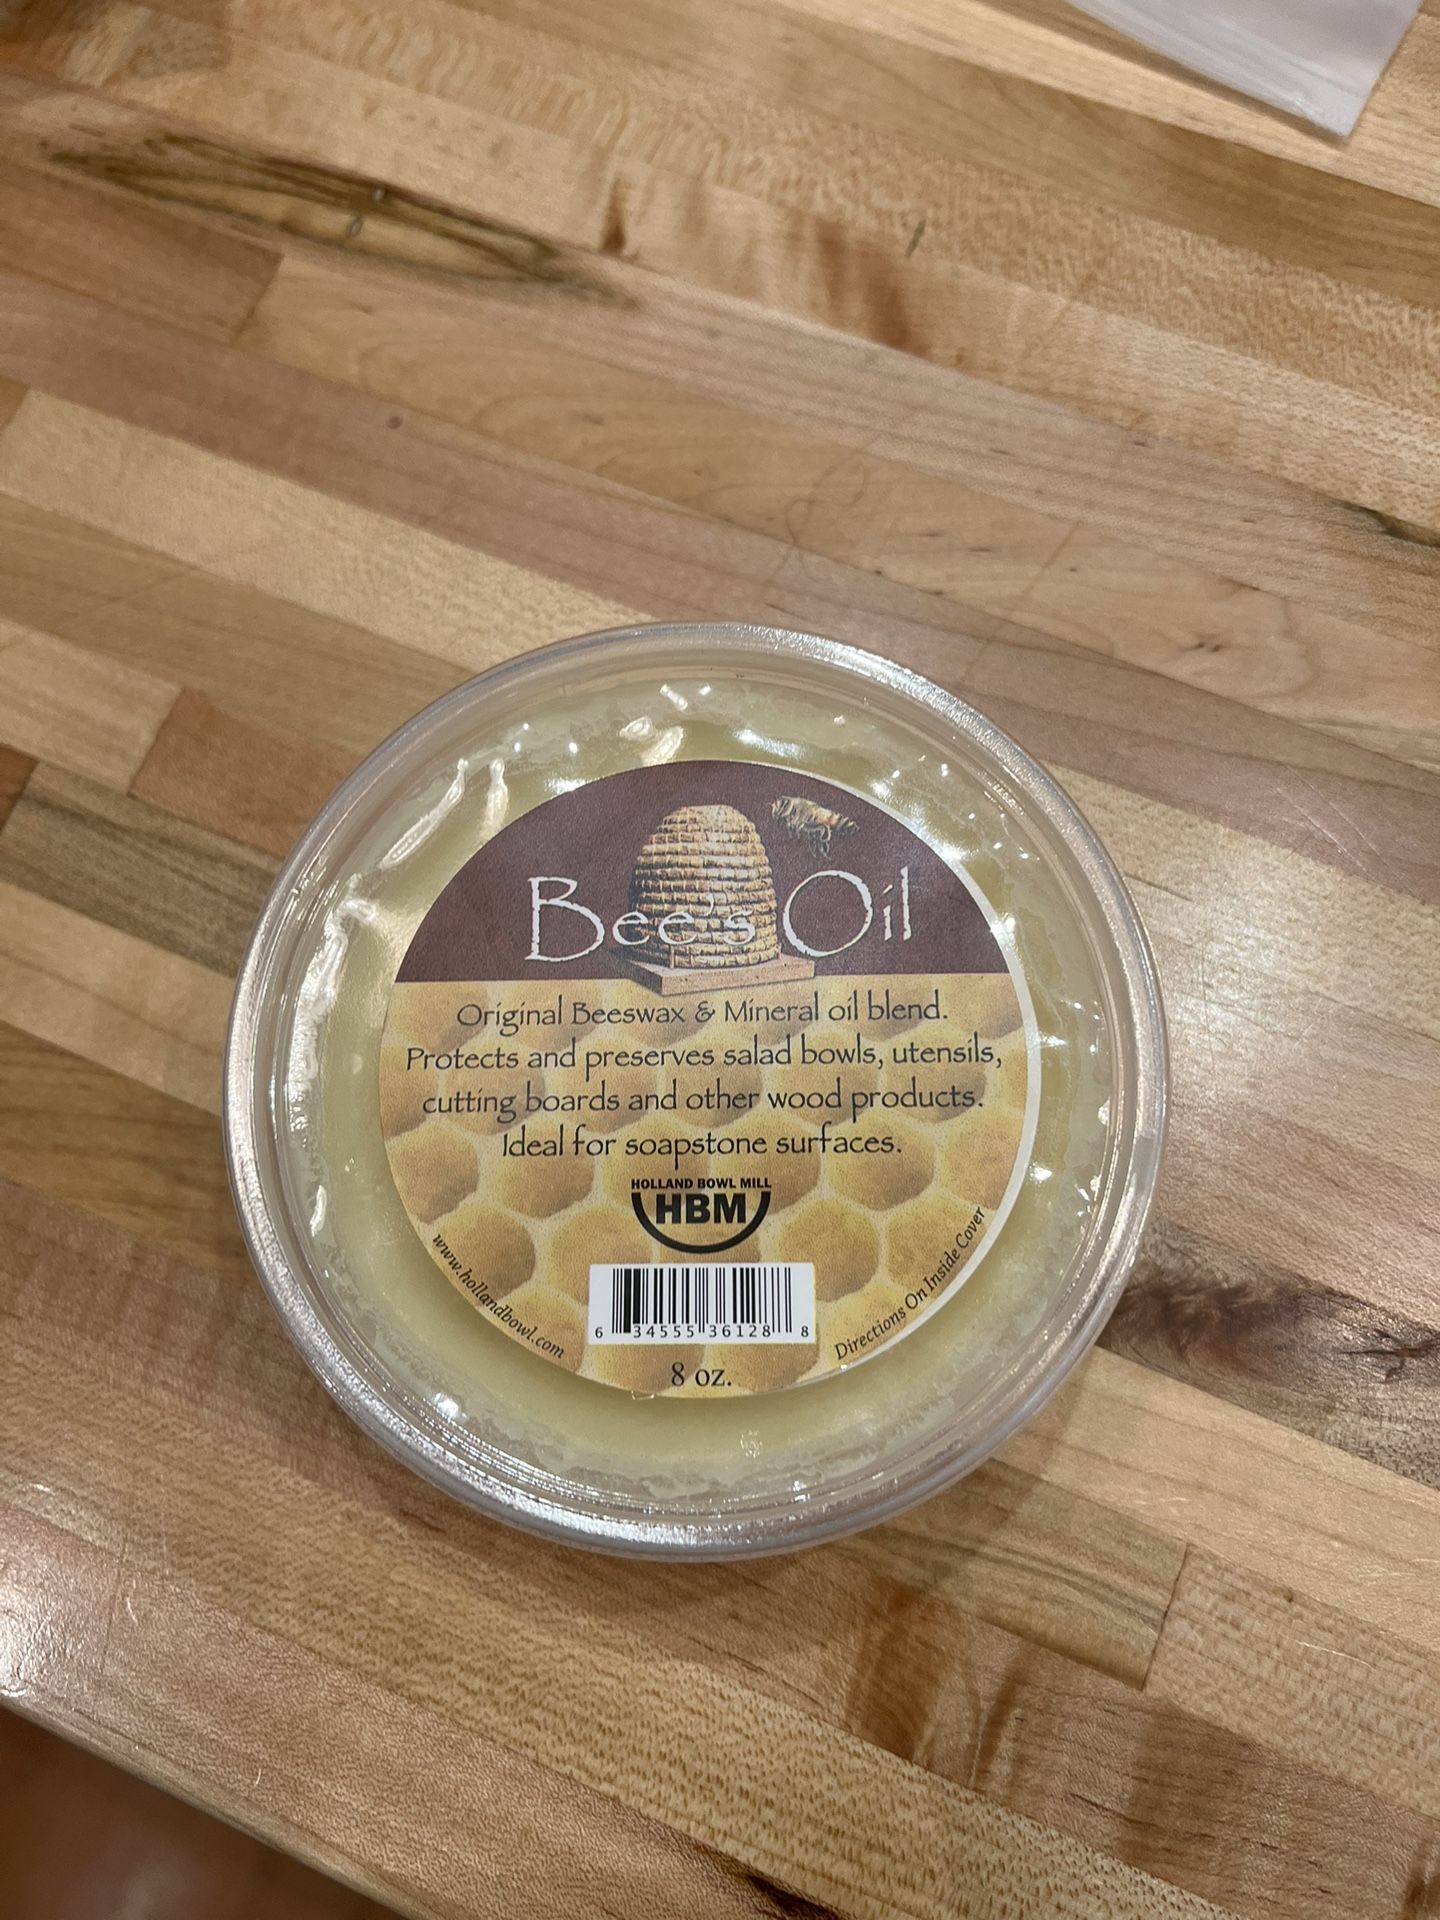 Bee's Oil
Original Beeswax & Mineral oil blend.
Protects and preserves salad bowls, utensils,
cutting boards and other wood products.
Ideal for soapstone surfaces.
HOLLAND BOWL MILL
HBM
www.hollandbowl.com
Directions On Inside Cover
6 34555 36128 8
8 oz.